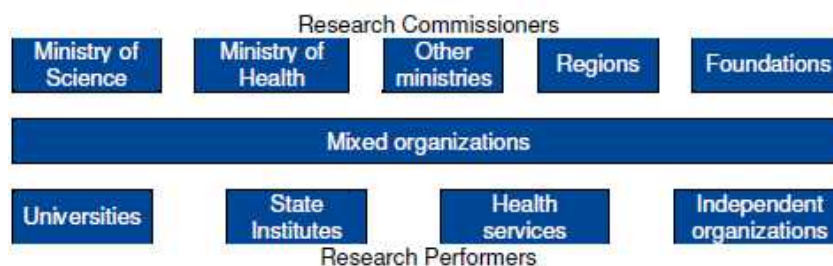 Research Commissioners
Ministry of
Science
Ministry of
Health
Other
ministries
Regions
Foundations
Mixed organizations
Universities
State
Institutes
Health
services
Independent
organizations
Research Performers